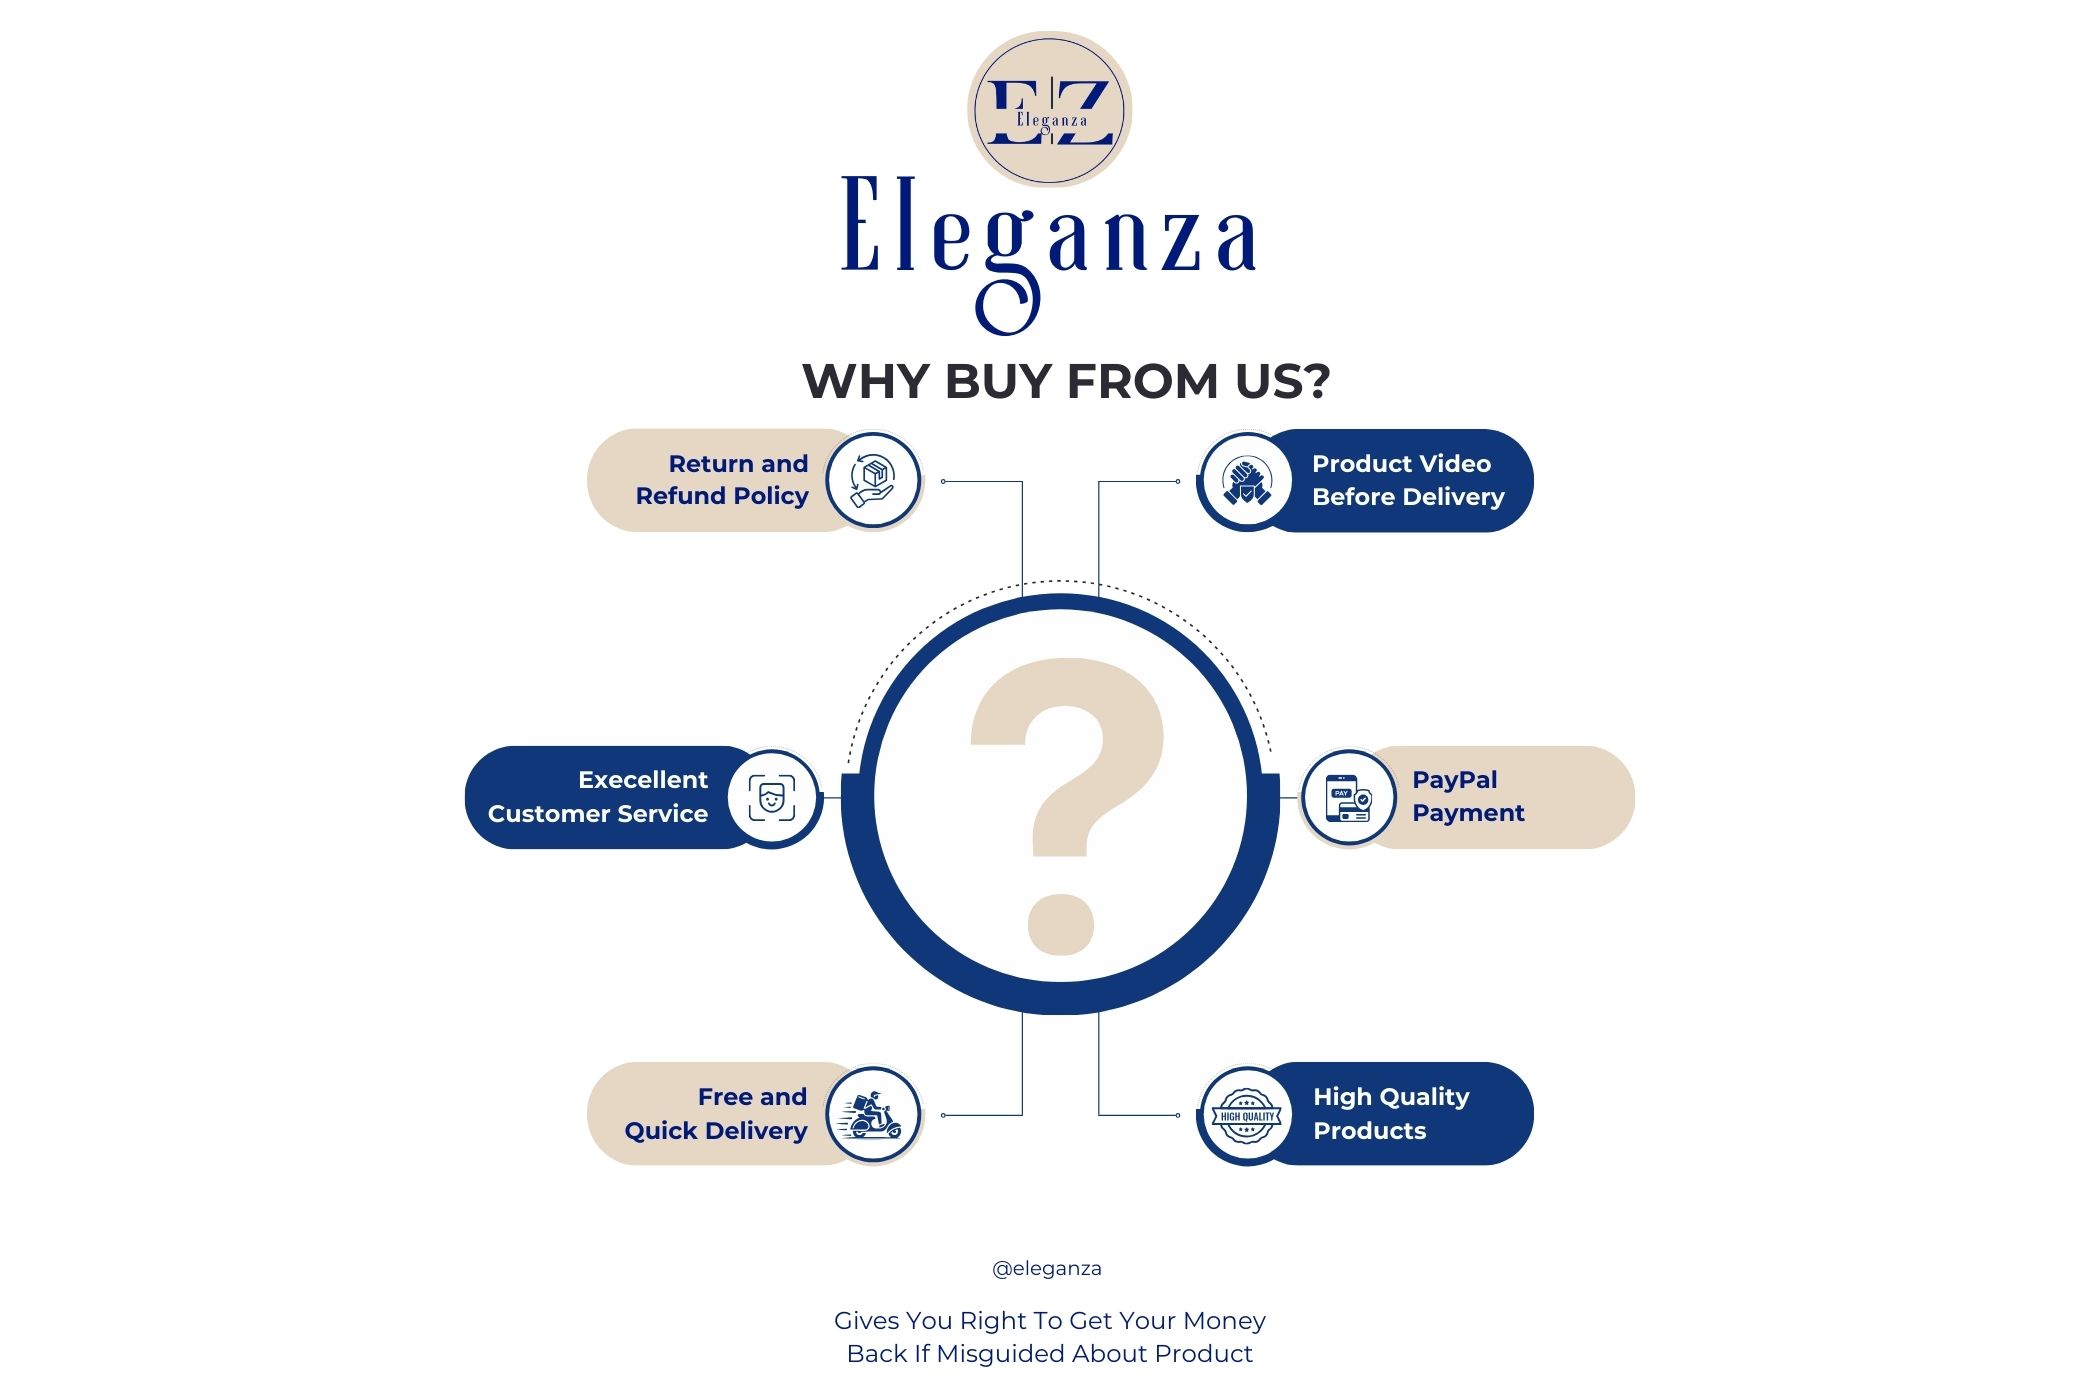 EZ
Eleganza
Eleganza
WHY BUY FROM US?
Return and
Refund Policy
Product Video
Before Delivery
Execellent
Customer Service
?
PAY
PayPal
Payment
Free and
Quick Delivery
HIGH QUALITY
High Quality
Products
@eleganza
Gives You Right To Get Your Money
Back If Misguided About Product